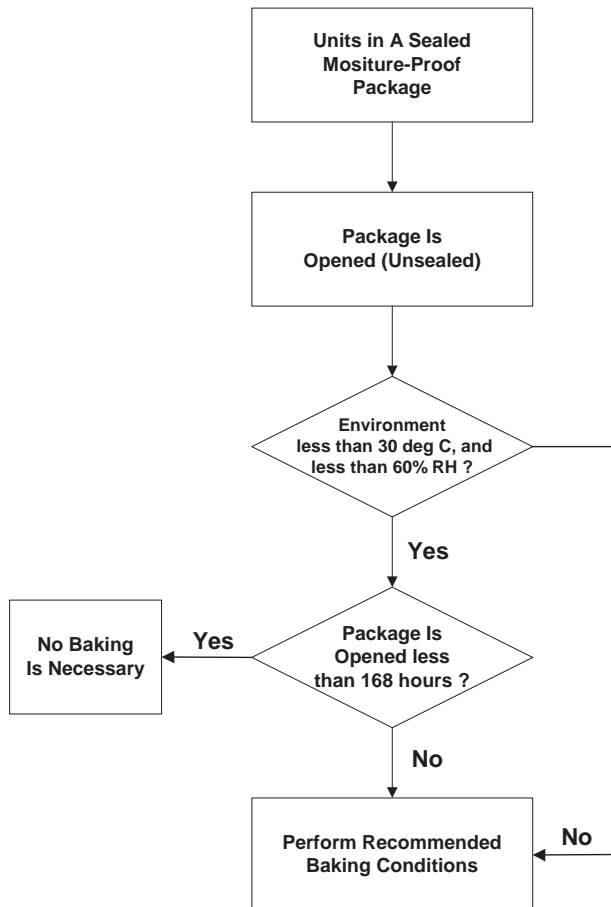 Units in A Sealed
Mositure-Proof
Package
Package Is
Opened (Unsealed)
Environment
less than 30 deg C, and
less than 60% RH ?
Yes
No Baking
Is Necessary
Yes
Package Is
Opened less
than 168 hours ?
No
Perform Recommended
Baking Conditions
No